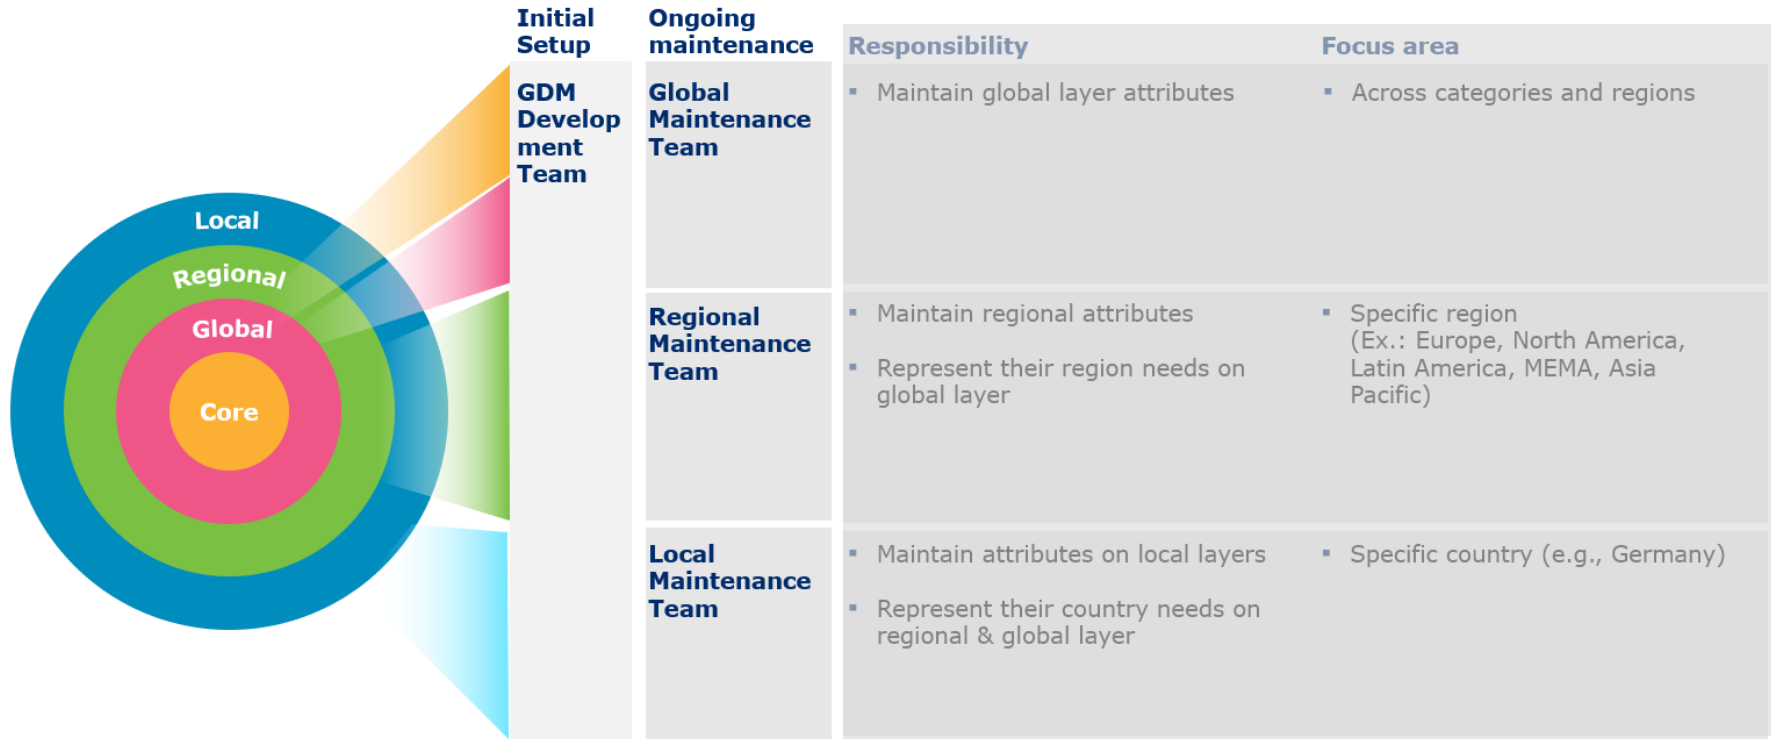 Local
Regional
Global
Core
Initial
Setup
Ongoing
maintenance
Responsibility
Focus area
GDM
Develop
ment
Team
Global
Maintenance
Team
▪ Maintain global layer attributes
▪ Across categories and regions
Regional
Maintenance
Team
▪ Maintain regional attributes
▪ Represent their region needs on
global layer
▪ Specific region
(Ex.: Europe, North America,
Latin America, MEMA, Asia
Pacific)
Local
Maintenance
Team
▪ Maintain attributes on local layers
▪ Represent their country needs on
regional & global layer
▪ Specific country (e.g., Germany)